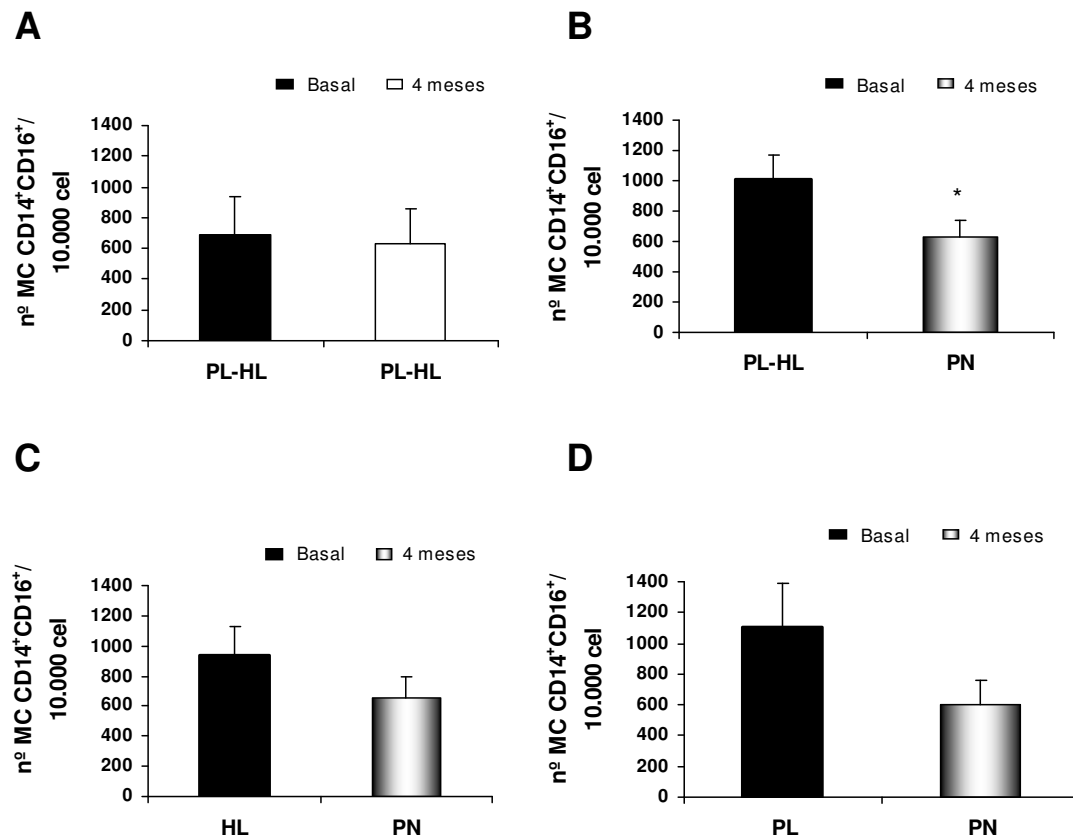 A
Basal 4 meses
nº MC CD14⁺CD16⁺/
10.000 cel
1400
1200
1000
800
600
400
200
0
PL-HL PL-HL
B
Basal 4 meses
nº MC CD14⁺CD16⁺/
10.000 cel
1400
1200
1000
800
600
400
200
0
*
PL-HL PN
C
Basal 4 meses
nº MC CD14⁺CD16⁺/
10.000 cel
1400
1200
1000
800
600
400
200
0
HL PN
D
Basal 4 meses
nº MC CD14⁺CD16⁺/
10.000 cel
1400
1200
1000
800
600
400
200
0
PL PN